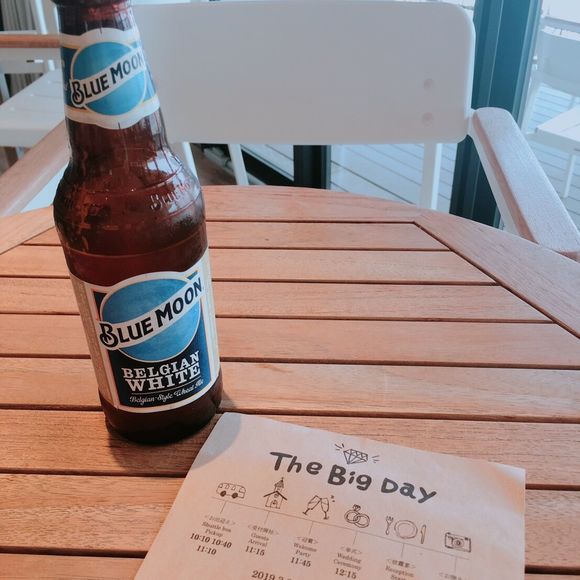 BLUE MOON
BLUE MOON
BELGIAN
WHITE
Belgian-Style Wheat Ale
The Big Day
Shuttle bus
Pickup
10:10 10:40
11:10
Guests
Arrival
11:15
Welcome
Party
11:45
Wedding
Ceremony
12:15
Reception
2019.